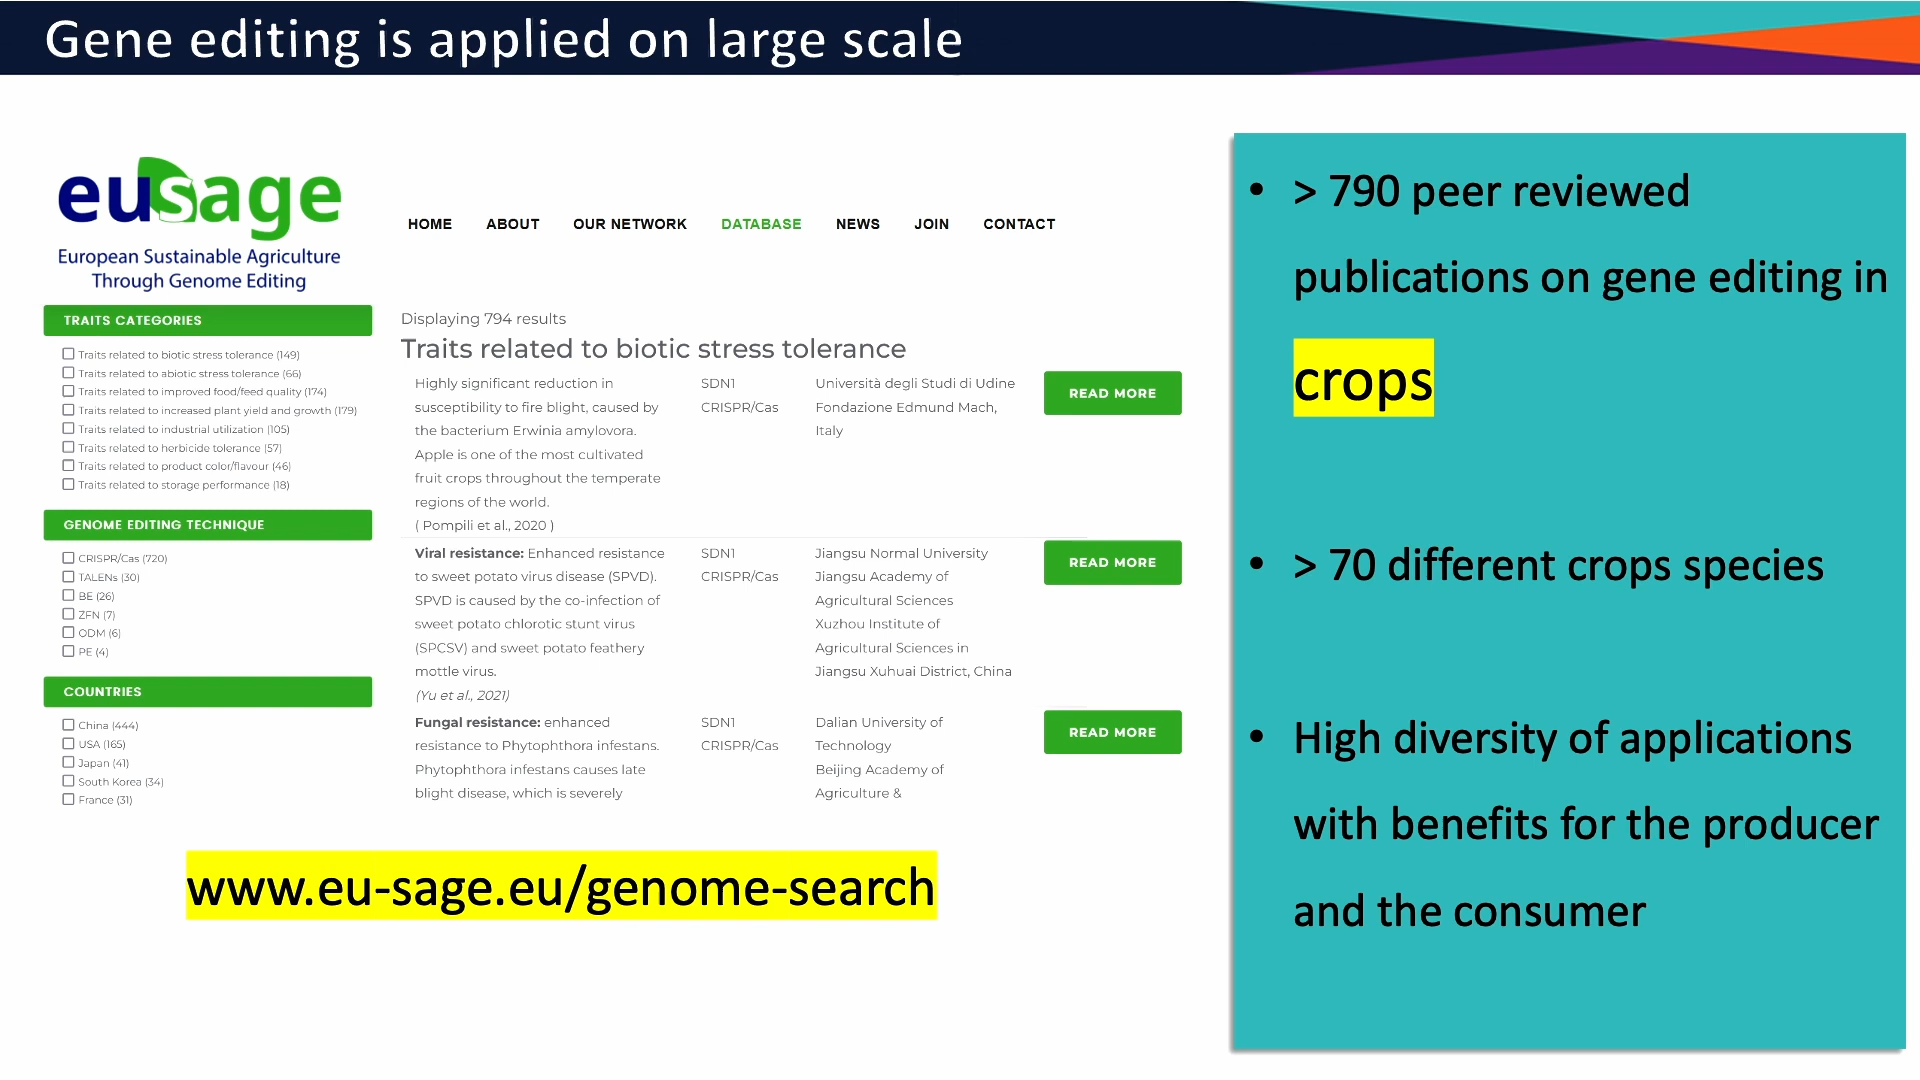 Gene editing is applied on large scale
eusage
European Sustainable Agriculture
Through Genome Editing
HOME ABOUT OUR NETWORK DATABASE NEWS JOIN CONTACT
TRAITS CATEGORIES
Traits related to biotic stress tolerance (149)
Traits related to abiotic stress tolerance (66)
Traits related to improved food/feed quality (174)
Traits related to increased plant yield and growth (179)
Traits related to industrial utilization (105)
Traits related to herbicide tolerance (57)
Traits related to product color/flavour (46)
Traits related to storage performance (18)
GENOME EDITING TECHNIQUE
CRISPR/Cas (720)
TALENs (30)
BE (26)
ZFN (7)
ODM (6)
PE (4)
COUNTRIES
China (444)
USA (165)
Japan (41)
South Korea (34)
France (31)
Displaying 794 results
Traits related to biotic stress tolerance
Highly significant reduction in
susceptibility to fire blight, caused by
the bacterium Erwinia amylovora.
Apple is one of the most cultivated
fruit crops throughout the temperate
regions of the world.
( Pompili et al., 2020 )
SDN1
CRISPR/Cas
Università degli Studi di Udine
Fondazione Edmund Mach,
Italy
READ MORE
Viral resistance: Enhanced resistance
to sweet potato virus disease (SPVD).
SPVD is caused by the co-infection of
sweet potato chlorotic stunt virus
(SPCSV) and sweet potato feathery
mottle virus.
(Yu et al., 2021)
SDN1
CRISPR/Cas
Jiangsu Normal University
Jiangsu Academy of
Agricultural Sciences
Xuzhou Institute of
Agricultural Sciences in
Jiangsu Xuhuai District, China
READ MORE
Fungal resistance: enhanced
resistance to Phytophthora infestans.
Phytophthora infestans causes late
blight disease, which is severely
SDN1
CRISPR/Cas
Dalian University of
Technology
Beijing Academy of
Agriculture &
READ MORE
www.eu-sage.eu/genome-search
• > 790 peer reviewed
publications on gene editing in
crops
• > 70 different crops species
• High diversity of applications
with benefits for the producer
and the consumer